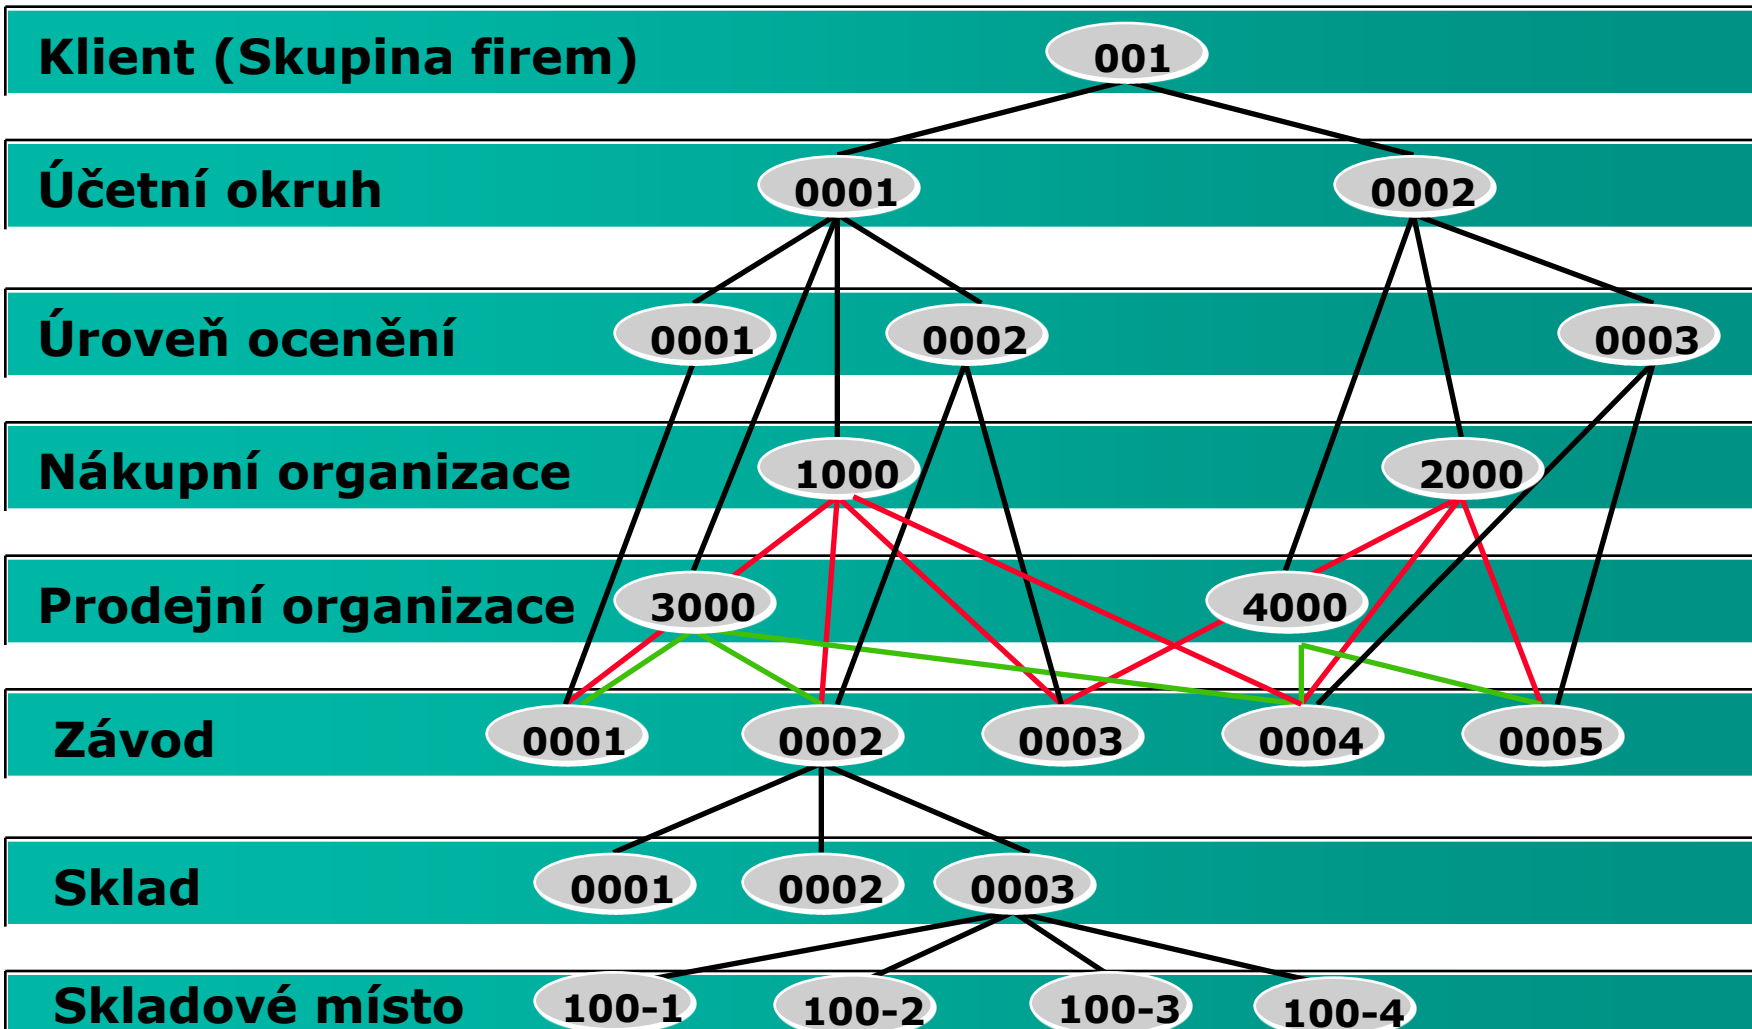 Klient (Skupina firem) 001
Účetní okruh 0001 0002
Úroveň ocenění 0001 0002 0003
Nákupní organizace 1000 2000
Prodejní organizace 3000 4000
Závod 0001 0002 0003 0004 0005
Sklad 0001 0002 0003
Skladové místo 100-1 100-2 100-3 100-4